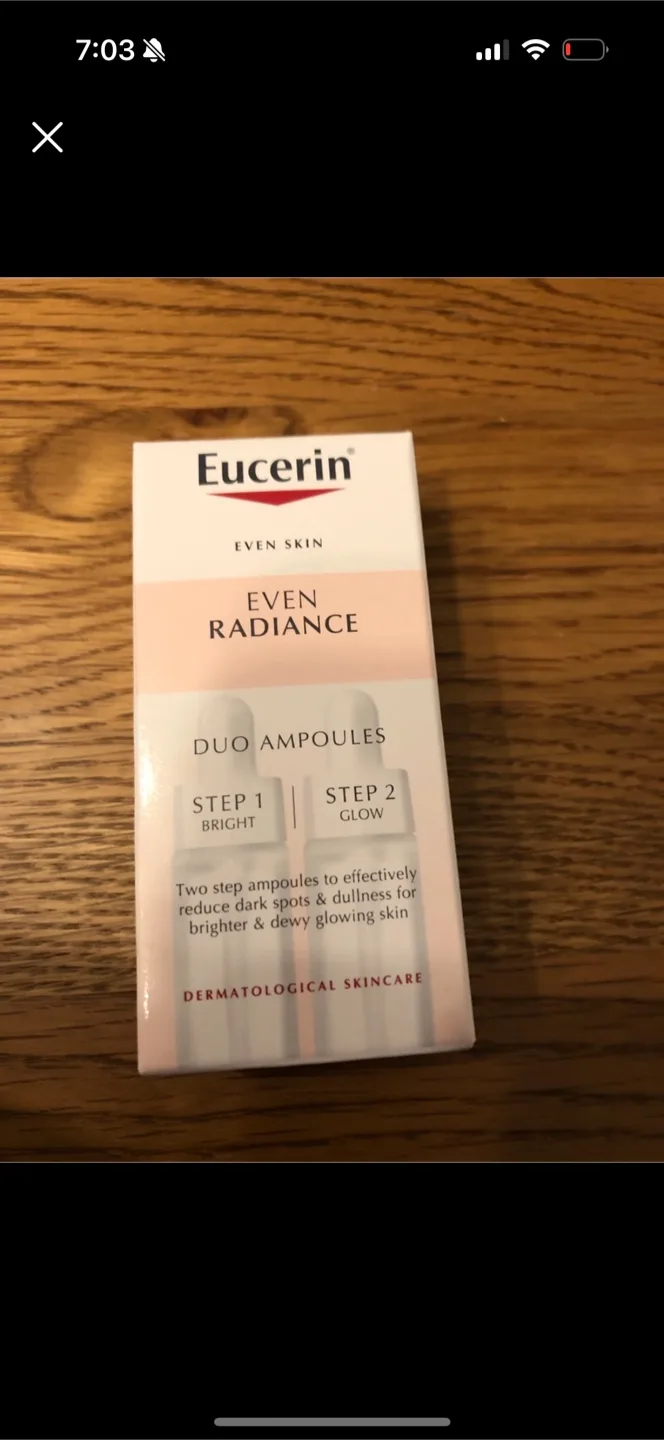 7:03
Eucerin®
EVEN SKIN
EVEN
RADIANCE
DUO AMPOULES
STEP 1 | STEP 2
BRIGHT GLOW
Two step ampoules to effectively
reduce dark spots & dullness for
brighter & dewy glowing skin
DERMATOLOGICAL SKINCARE